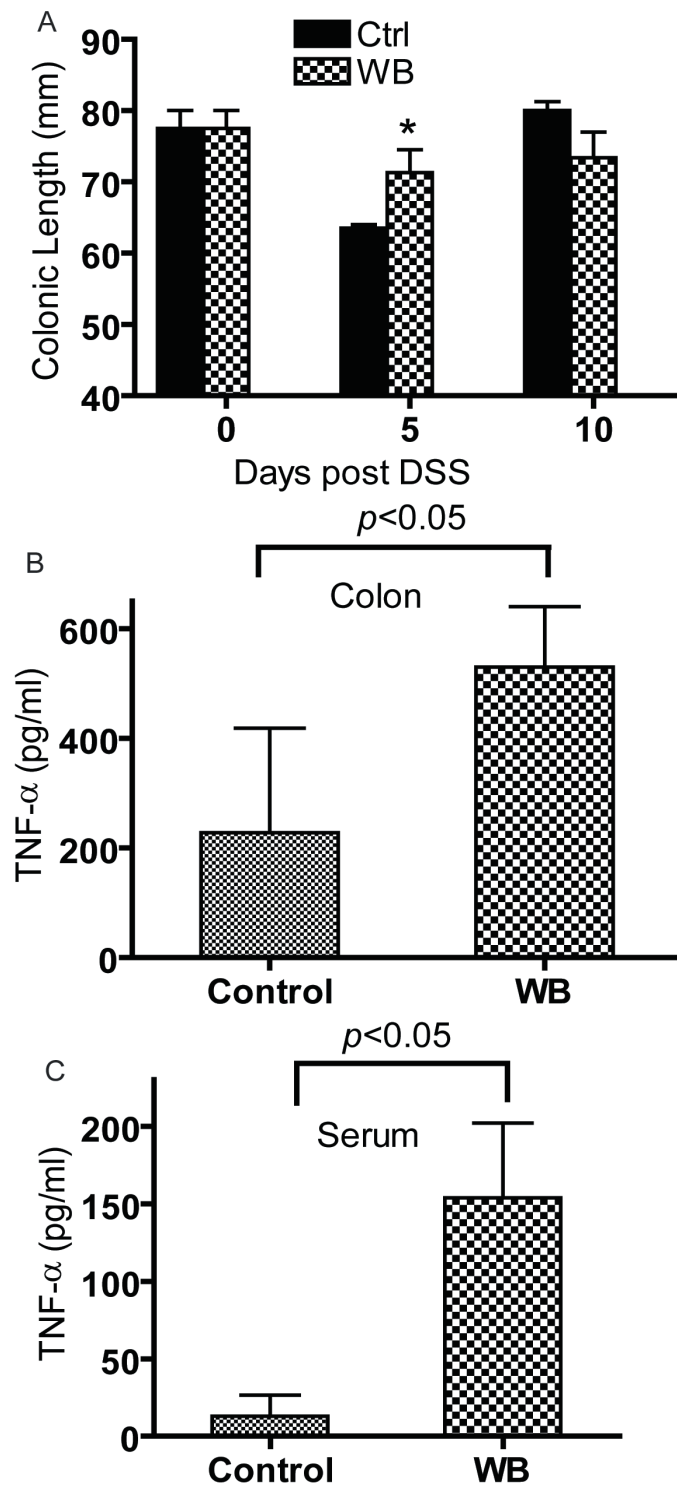 A
Ctrl
WB
Colonic Length (mm)
90
80
70
60
50
40
*
0 5 10
Days post DSS
p<0.05
B
Colon
TNF-α (pg/ml)
600
400
200
0
Control WB
p<0.05
C
Serum
TNF-α (pg/ml)
200
150
100
50
0
Control WB